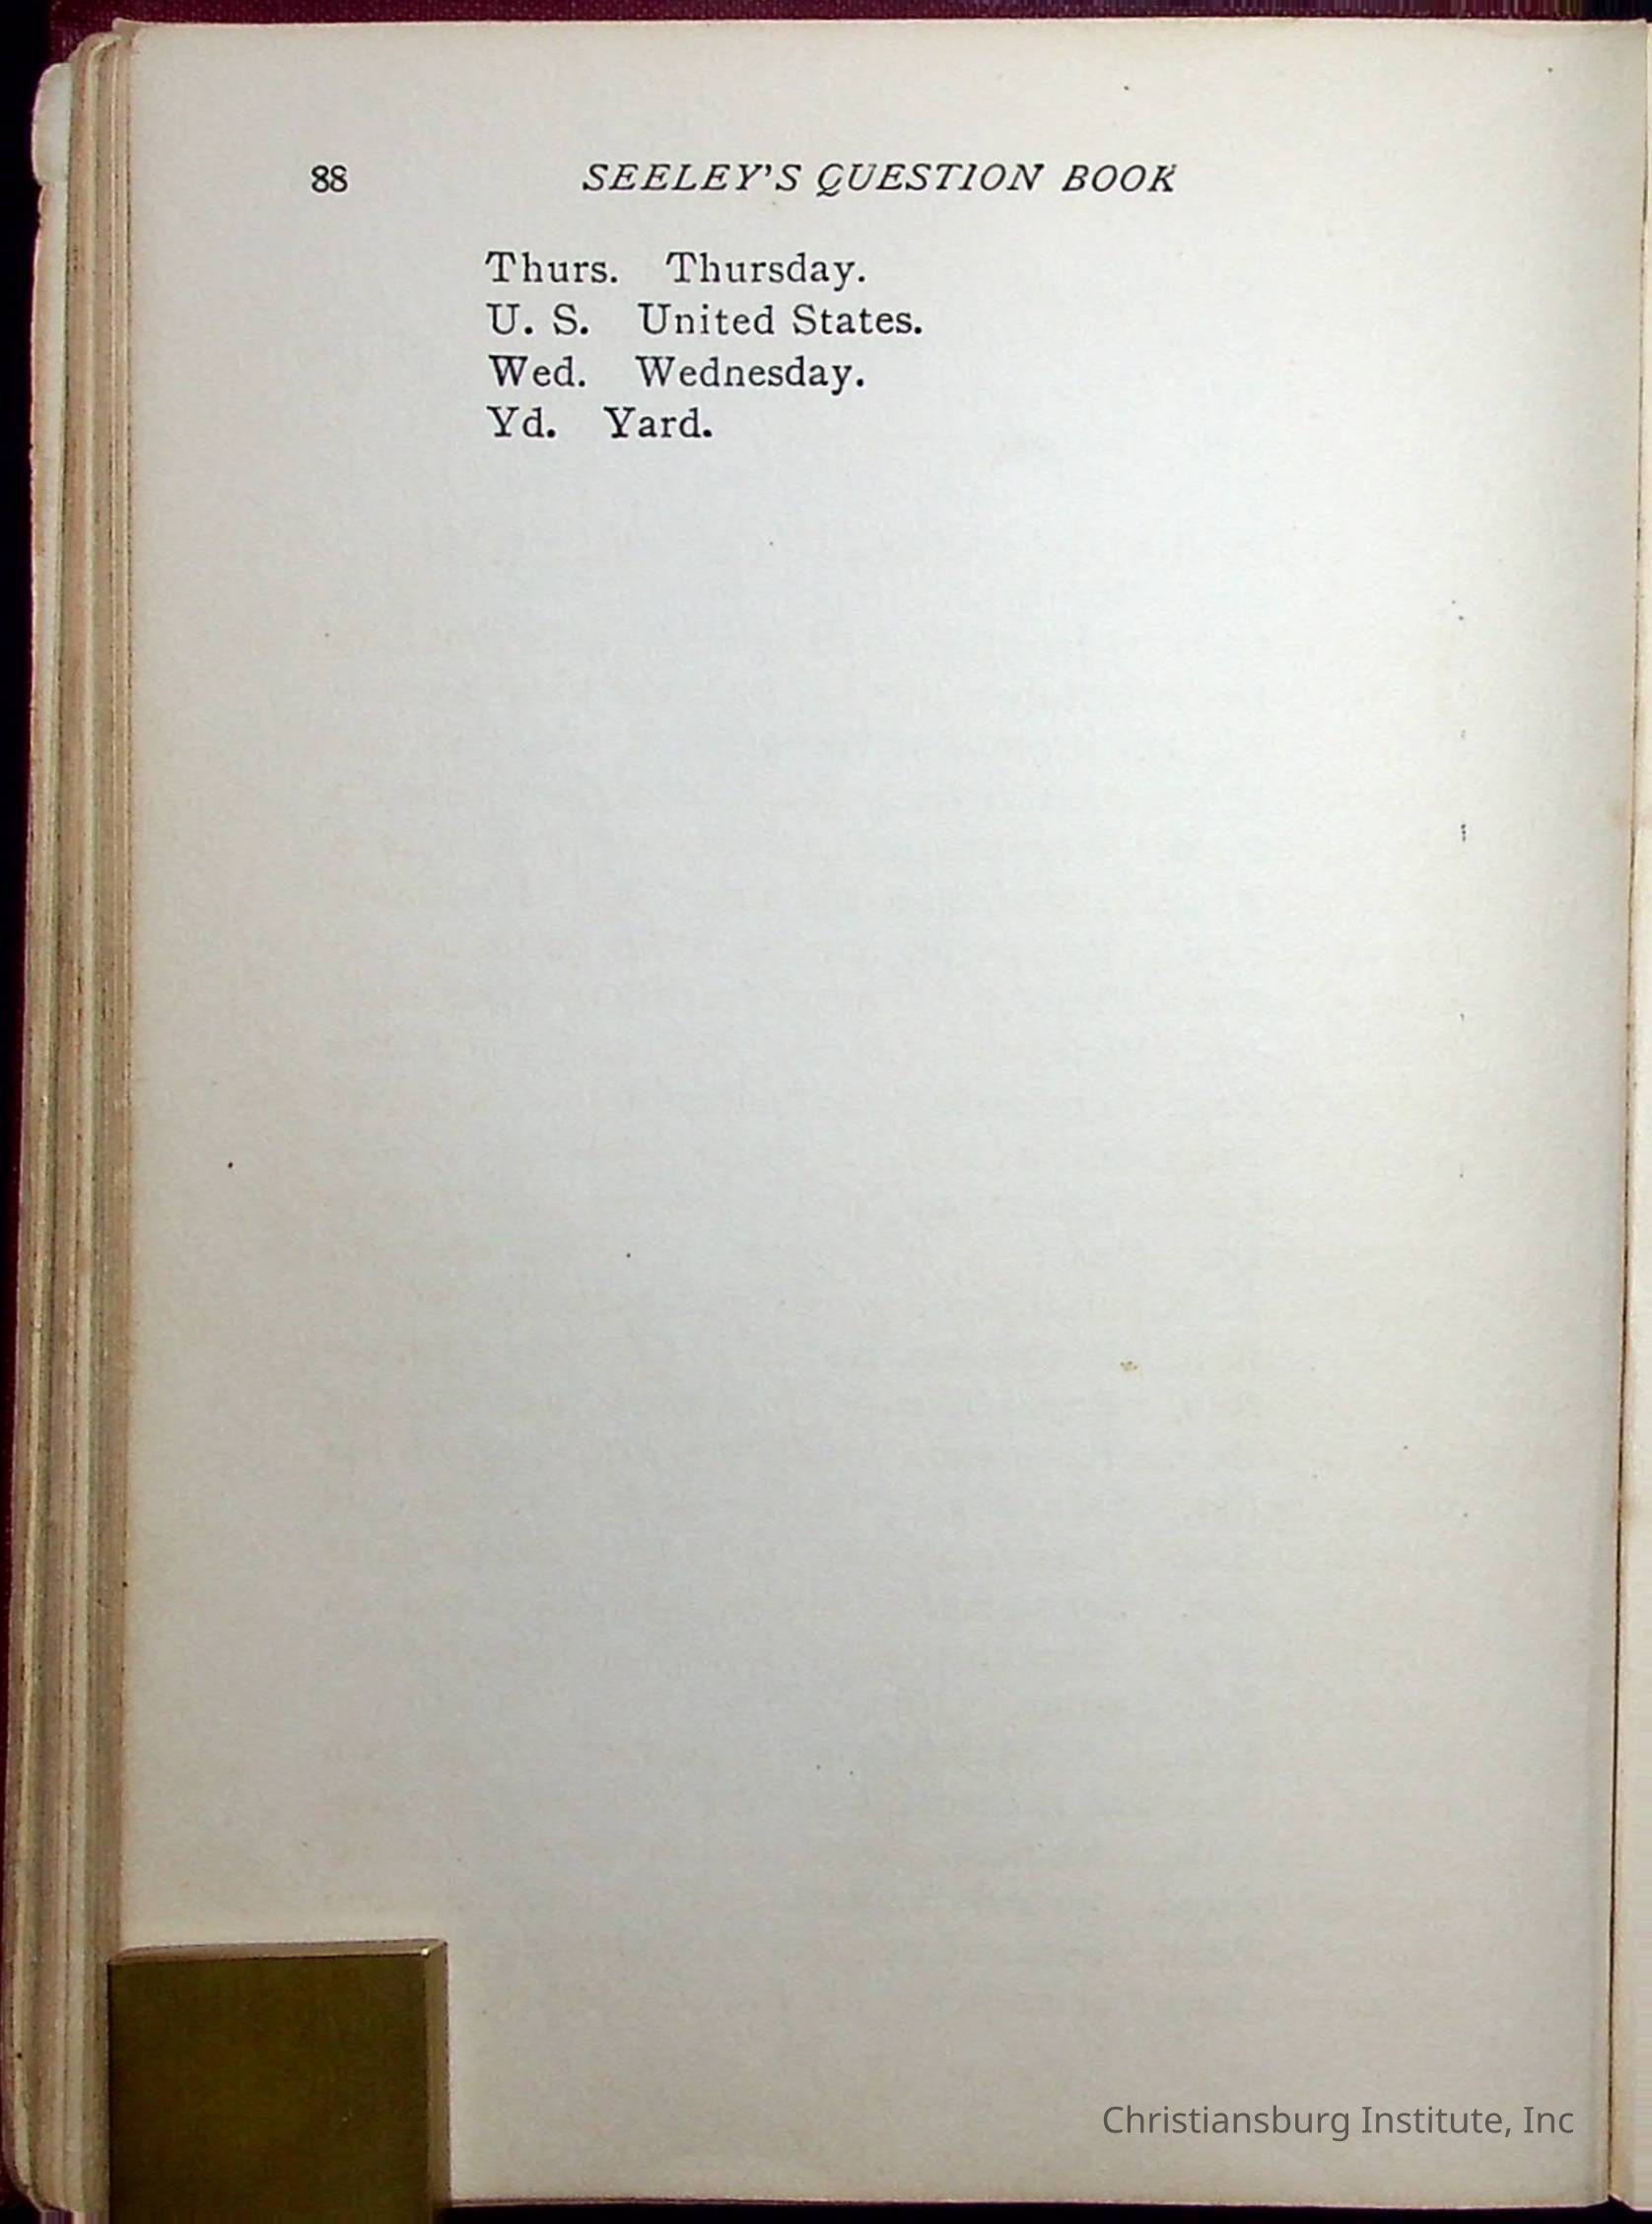 88 SEELEY'S QUESTION BOOK
Thurs. Thursday.
U. S. United States.
Wed. Wednesday.
Yd. Yard.
Christiansburg Institute, Inc